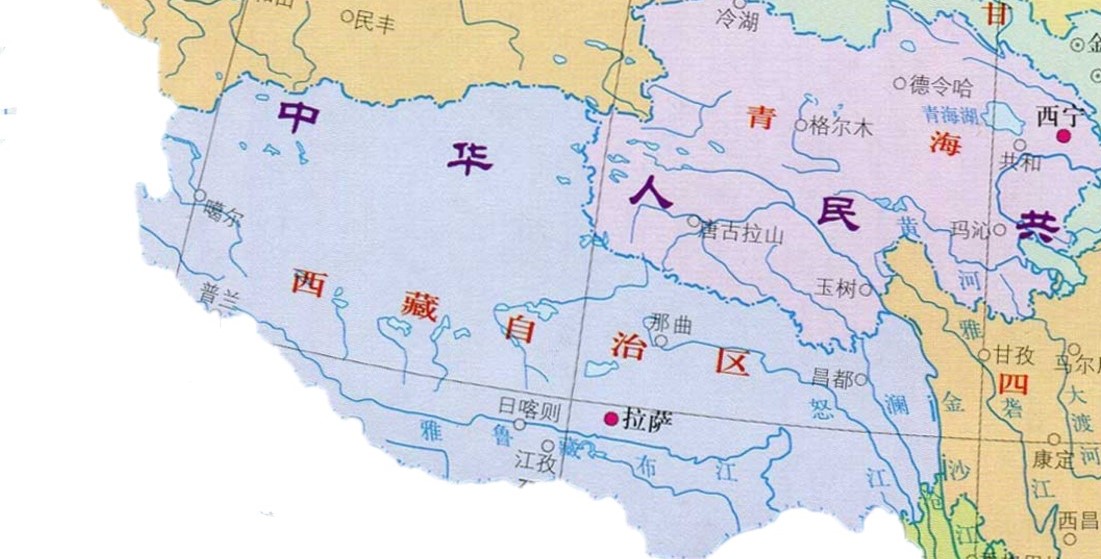 民丰
冷湖
甘
德令哈
中
青
格尔木
青海湖
西宁
华
海
共和
噶尔
人
民
共
唐古拉山
黄
玛沁
普兰
西
玉树
河
藏
自
那曲
雅
治
区
甘孜
昌都
四
日喀则
拉萨
怒
澜
金
砻
大
雅
鲁
藏
布
江
渡
江孜
江
沙
康定
河
江
西昌
江